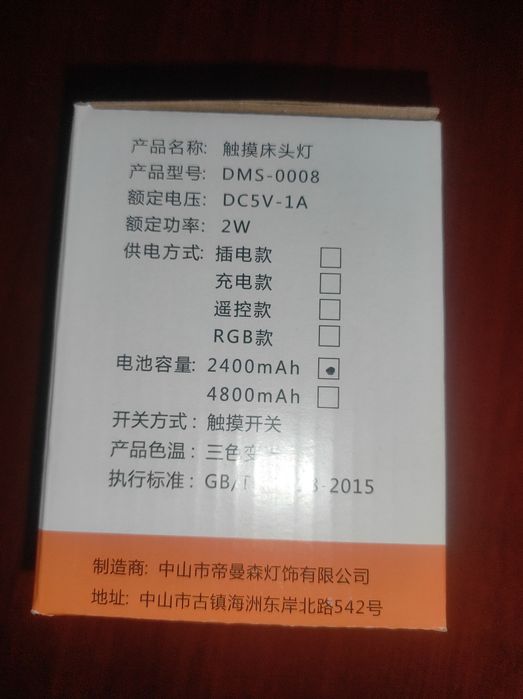 产品名称: 触摸床头灯
产品型号: DMS-0008
额定电压: DC5V-1A
额定功率: 2W
供电方式: 插电款 □
充电款 □
遥控款 □
RGB款 □
电池容量: 2400mAh
4800mAh □
开关方式: 触摸开关
产品色温: 三色变
执行标准: GB/T -2015
制造商: 中山市帝曼森灯饰有限公司
地址: 中山市古镇海洲东岸北路542号